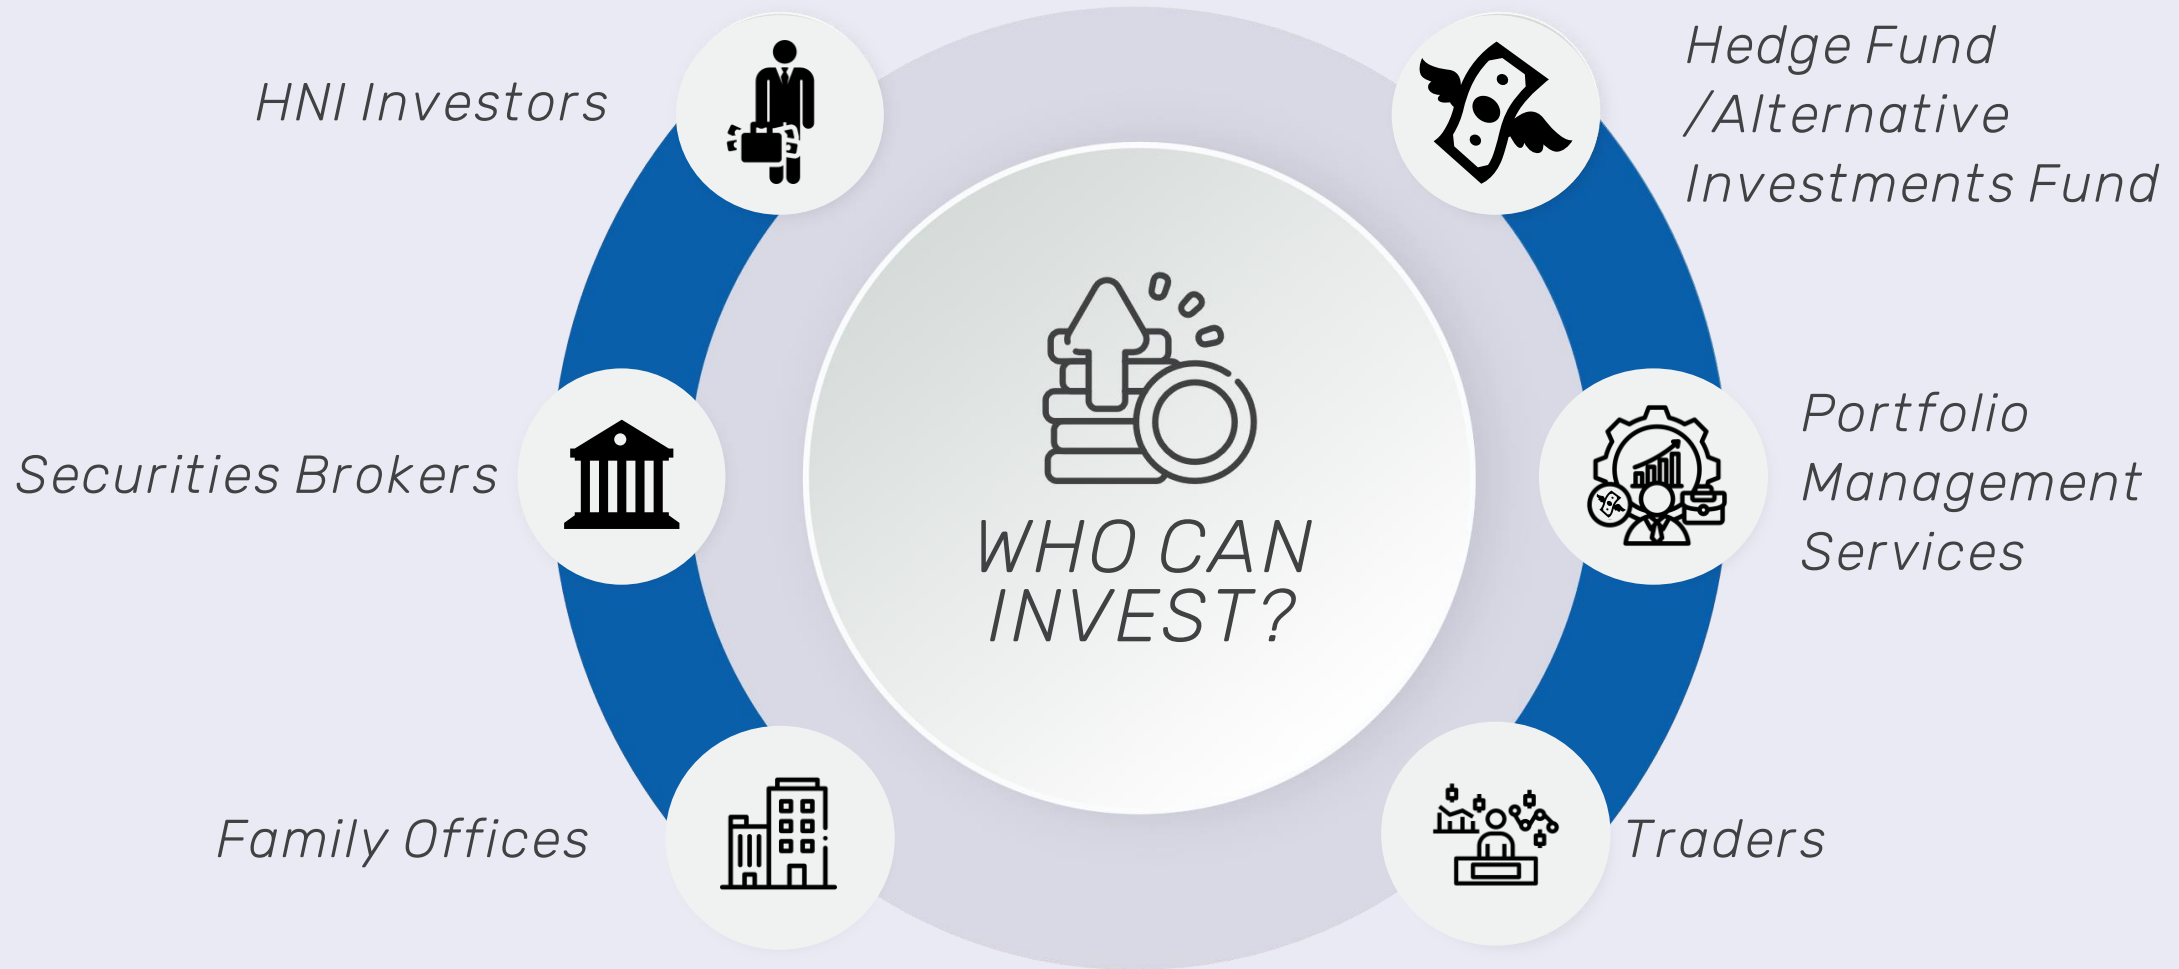 WHO CAN
INVEST?
HNI Investors
Securities Brokers
Family Offices
Hedge Fund
/Alternative
Investments Fund
Portfolio
Management
Services
Traders